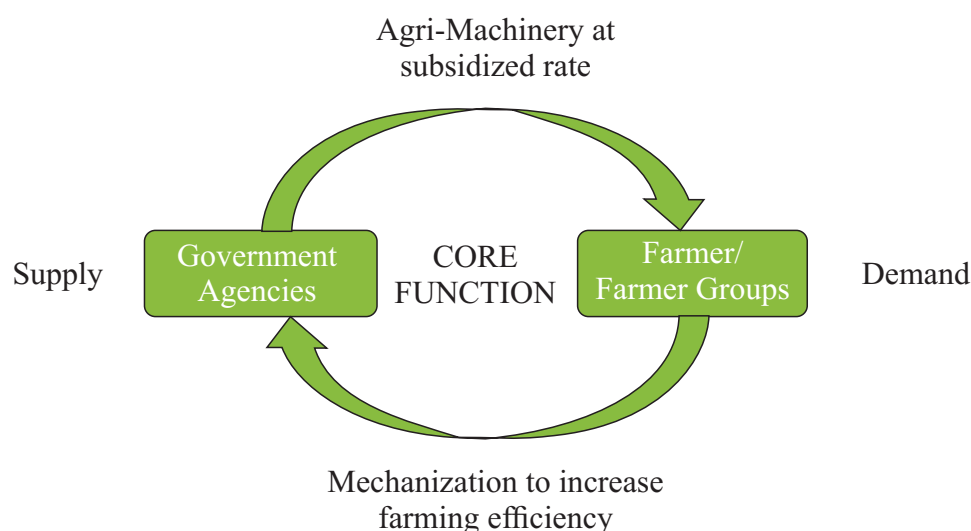 Agri-Machinery at
subsidized rate
Supply
Government
Agencies
CORE
FUNCTION
Farmer/
Farmer Groups
Demand
Mechanization to increase
farming efficiency